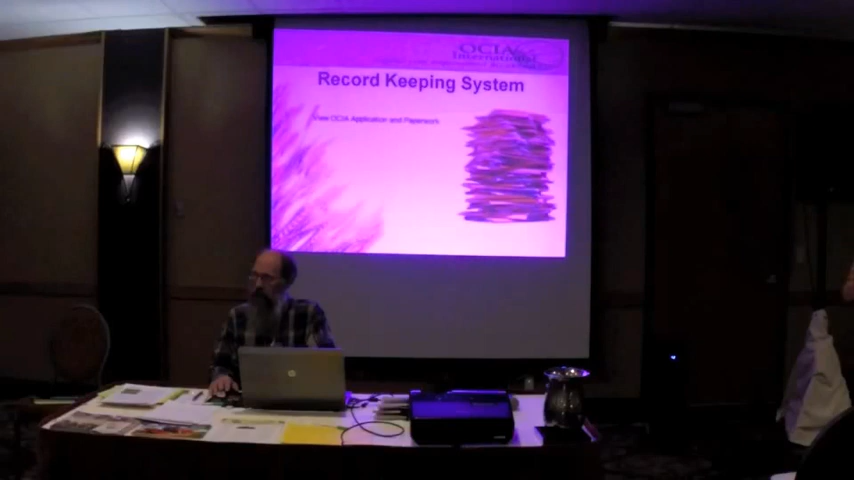 OCIA
International
Record Keeping System
View OCIA Application and Paperwork